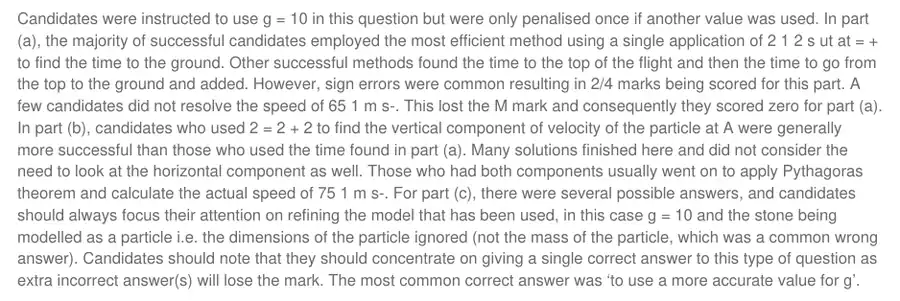 Candidates were instructed to use g = 10 in this question but were only penalised once if another value was used. In part
(a), the majority of successful candidates employed the most efficient method using a single application of 2 1 2 s ut at = +
to find the time to the ground. Other successful methods found the time to the top of the flight and then the time to go from
the top to the ground and added. However, sign errors were common resulting in 2/4 marks being scored for this part. A
few candidates did not resolve the speed of 65 1 m s-. This lost the M mark and consequently they scored zero for part (a).
In part (b), candidates who used 2 = 2 + 2 to find the vertical component of velocity of the particle at A were generally
more successful than those who used the time found in part (a). Many solutions finished here and did not consider the
need to look at the horizontal component as well. Those who had both components usually went on to apply Pythagoras
theorem and calculate the actual speed of 75 1 m s-. For part (c), there were several possible answers, and candidates
should always focus their attention on refining the model that has been used, in this case g = 10 and the stone being
modelled as a particle i.e. the dimensions of the particle ignored (not the mass of the particle, which was a common wrong
answer). Candidates should note that they should concentrate on giving a single correct answer to this type of question as
extra incorrect answer(s) will lose the mark. The most common correct answer was ‘to use a more accurate value for g’.